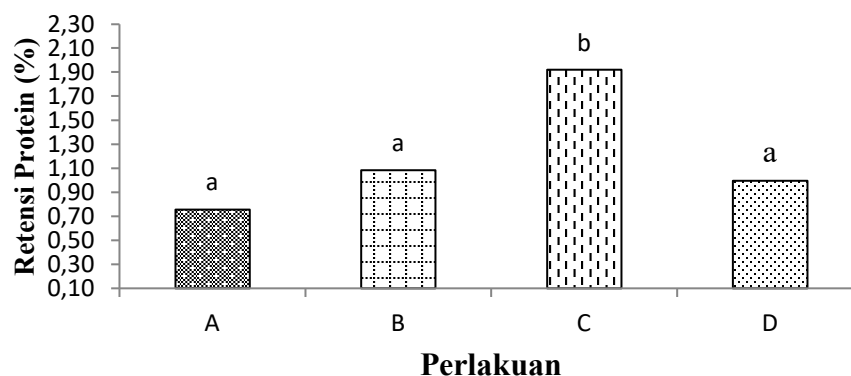 2,30
2,10
1,90
1,70
1,50
1,30
1,10
0,90
0,70
0,50
0,30
0,10
Retensi Protein (%)
a
a
b
a
A B C D
Perlakuan